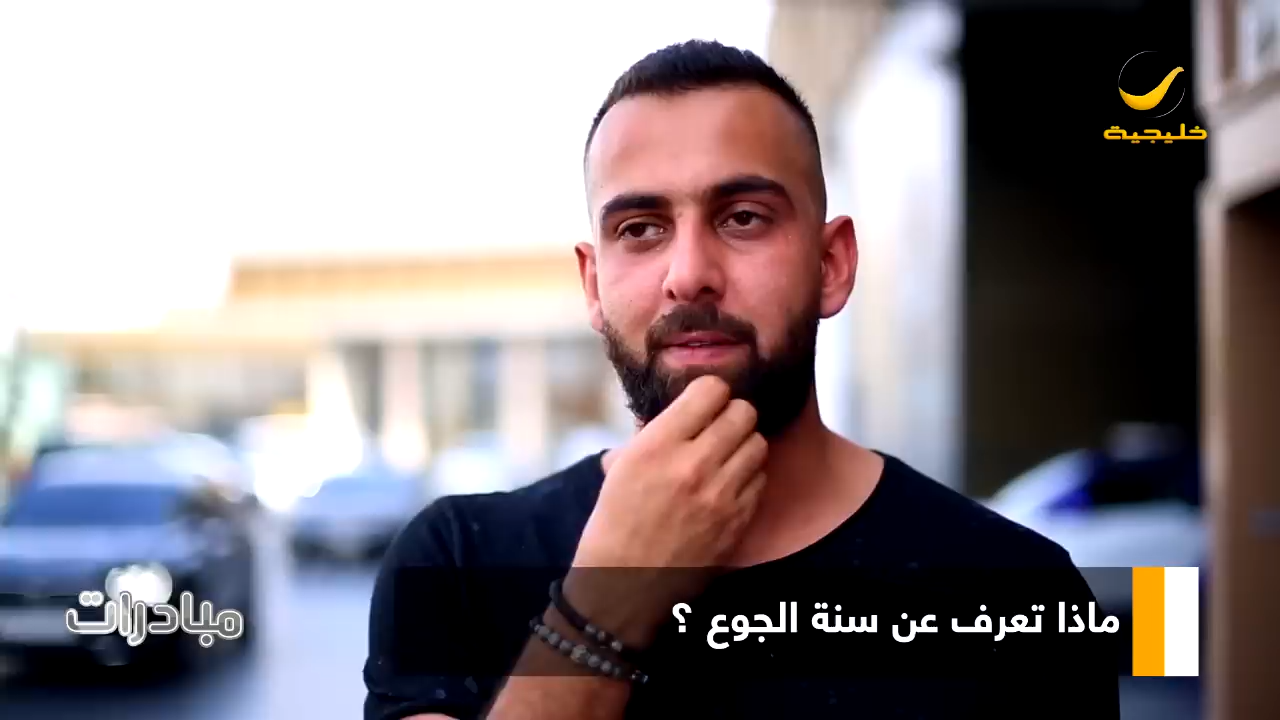 خليجية
ماذا تعرف عن سنة الجوع ؟
مبادرات